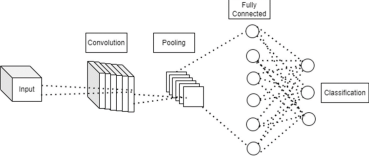 Fully
Connected
Convolution
Pooling
Input
Classification